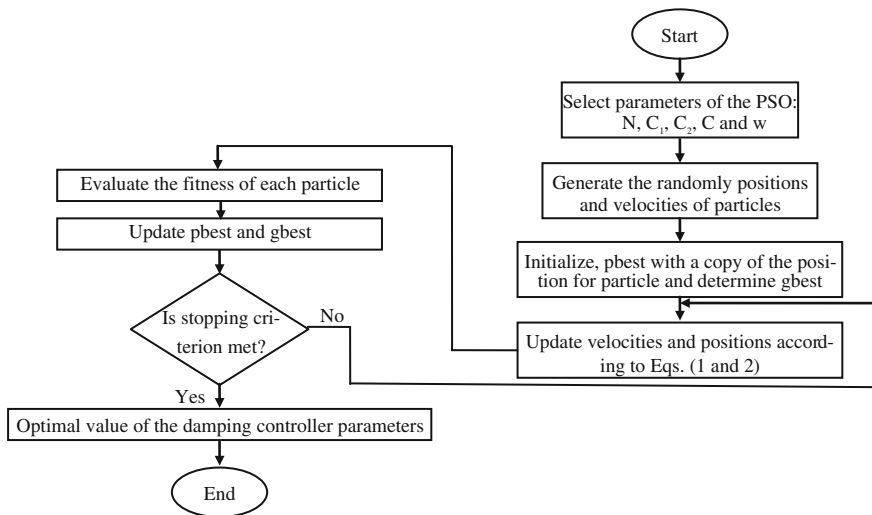 Start
Select parameters of the PSO:
N, C₁, C₂, C and w
Generate the randomly positions
and velocities of particles
Initialize, pbest with a copy of the posi-
tion for particle and determine gbest
Update velocities and positions accord-
ing to Eqs. (1 and 2)
Evaluate the fitness of each particle
Update pbest and gbest
Is stopping cri-
terion met?
No
Yes
Optimal value of the damping controller parameters
End